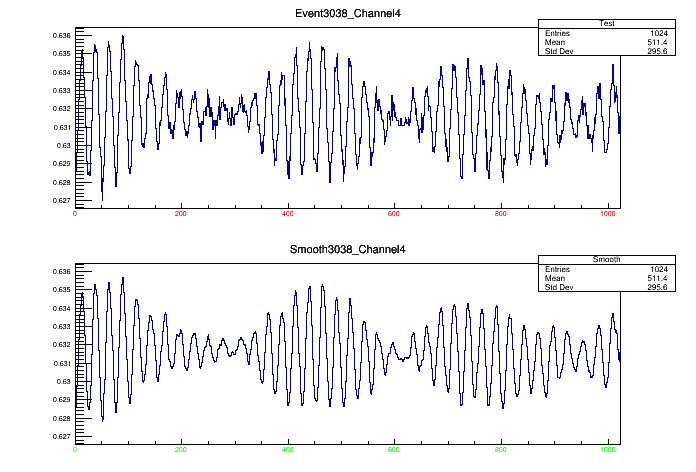 Event3038_Channel4
Test
Entries 1024
Mean 511.4
Std Dev 295.6
0.636
0.635
0.634
0.633
0.632
0.631
0.63
0.629
0.628
0.627
0 200 400 600 800 1000
Smooth3038_Channel4
Smooth
Entries 1024
Mean 511.4
Std Dev 295.6
0.636
0.635
0.634
0.633
0.632
0.631
0.63
0.629
0.628
0.627
0 200 400 600 800 1000